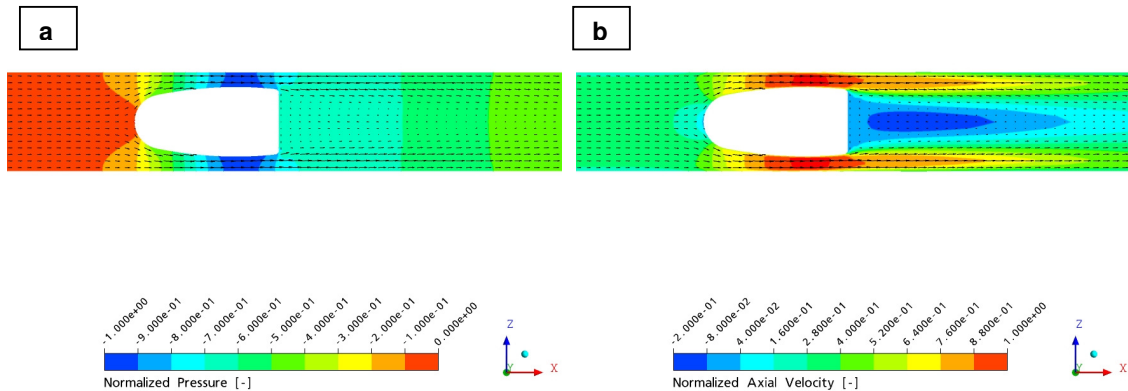 a
b
-1.000e+00
-9.000e-01
-8.000e-01
-7.000e-01
-6.000e-01
-5.000e-01
-4.000e-01
-3.000e-01
-2.000e-01
-1.000e-01
0.000e+00
Normalized Pressure [-]
Z
Y
X
-2.000e-01
-8.000e-02
4.000e-02
1.600e-01
2.800e-01
4.000e-01
5.200e-01
6.400e-01
7.600e-01
8.800e-01
1.000e+00
Normalized Axial Velocity [-]
Z
Y
X